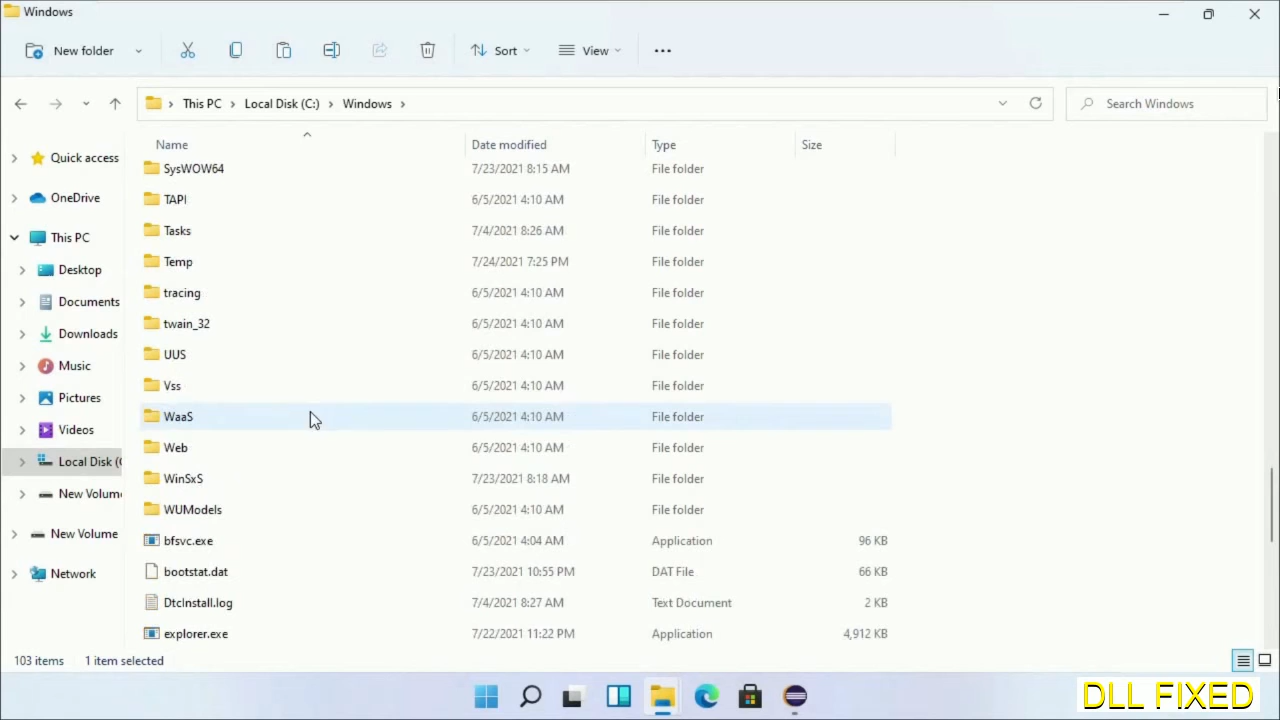 Windows
New folder
Sort
View
This PC > Local Disk (C:) > Windows >
Search Windows
Name Date modified Type Size
Quick access
OneDrive
This PC
Desktop
Documents
Downloads
Music
Pictures
Videos
Local Disk (C
New Volum
New Volume
Network
SysWOW64 7/23/2021 8:15 AM File folder
TAPI 6/5/2021 4:10 AM File folder
Tasks 7/4/2021 8:26 AM File folder
Temp 7/24/2021 7:25 PM File folder
tracing 6/5/2021 4:10 AM File folder
twain_32 6/5/2021 4:10 AM File folder
UUS 6/5/2021 4:10 AM File folder
Vss 6/5/2021 4:10 AM File folder
WaaS 6/5/2021 4:10 AM File folder
Web 6/5/2021 4:10 AM File folder
WinSxS 7/23/2021 8:18 AM File folder
WUModels 6/5/2021 4:10 AM File folder
bfsvc.exe 6/5/2021 4:04 AM Application 96 KB
bootstat.dat 7/23/2021 10:55 PM DAT File 66 KB
DtcInstall.log 7/4/2021 8:27 AM Text Document 2 KB
explorer.exe 7/22/2021 11:22 PM Application 4,912 KB
103 items 1 item selected
DLL FIXED